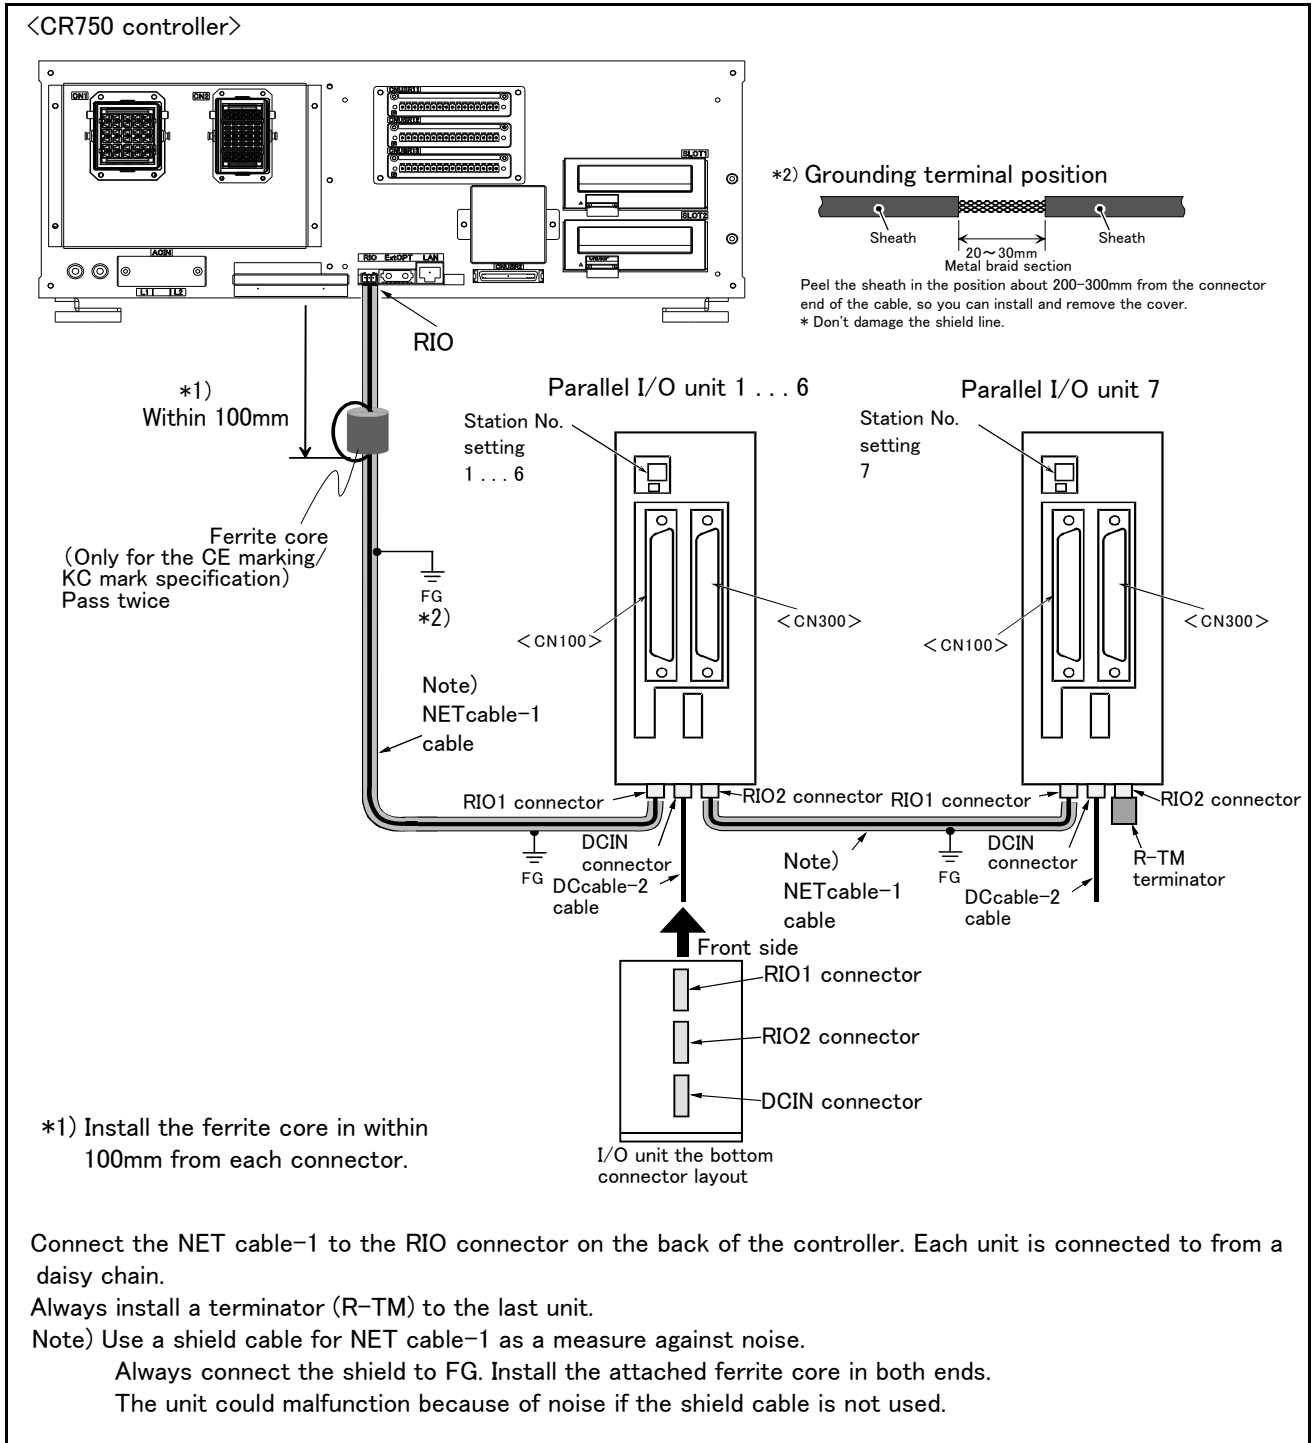 <CR750 controller>
CN1
CN2
CNUSR11
CNUSR12
CNUSR13
SLOT1
SLOT2
ACIN
L1 L2
RIO ExtOPT LAN
CNUSR2
RIO
*2) Grounding terminal position
Sheath
Sheath
20～30mm
Metal braid section
Peel the sheath in the position about 200-300mm from the connector
end of the cable, so you can install and remove the cover.
* Don't damage the shield line.
*1)
Within 100mm
Ferrite core
(Only for the CE marking/
KC mark specification)
Pass twice
FG
*2)
Note)
NETcable-1
cable
Parallel I/O unit 1 . . . 6
Station No.
setting
1 . . . 6
<CN100>
<CN300>
Parallel I/O unit 7
Station No.
setting
7
<CN100>
<CN300>
RIO1 connector
RIO2 connector
RIO1 connector
RIO2 connector
FG
DCIN
connector
DCcable-2
cable
Note)
NETcable-1
cable
FG
DCIN
connector
DCcable-2
cable
R-TM
terminator
Front side
RIO1 connector
RIO2 connector
DCIN connector
I/O unit the bottom
connector layout
*1) Install the ferrite core in within
100mm from each connector.
Connect the NET cable-1 to the RIO connector on the back of the controller. Each unit is connected to from a
daisy chain.
Always install a terminator (R-TM) to the last unit.
Note) Use a shield cable for NET cable-1 as a measure against noise.
Always connect the shield to FG. Install the attached ferrite core in both ends.
The unit could malfunction because of noise if the shield cable is not used.